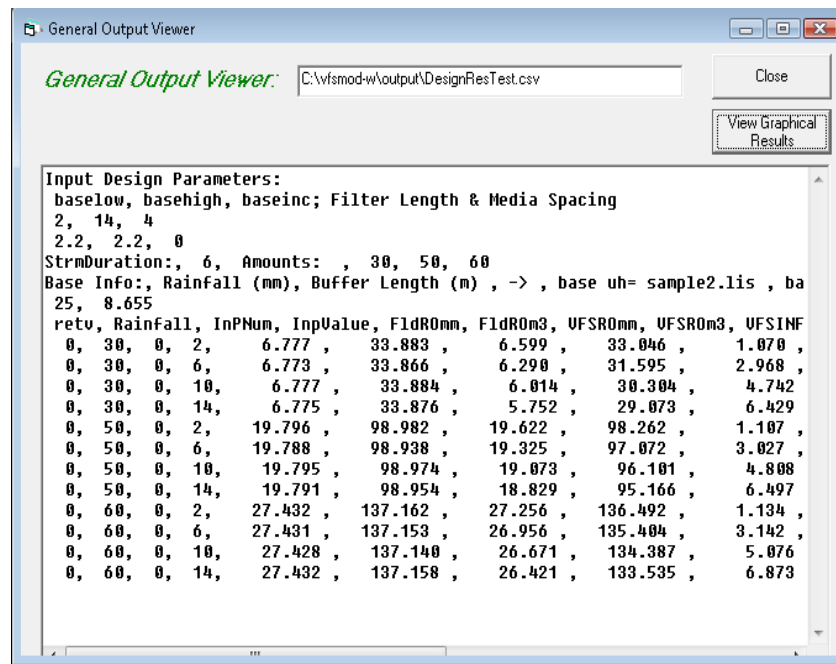 General Output Viewer
General Output Viewer: C:\vfsmod-w\output\DesignResTest.csv Close
View Graphical Results
Input Design Parameters:
baselow, basehigh, baseinc; Filter Length & Media Spacing
2, 14, 4
2.2, 2.2, 0
StrmDuration:, 6, Amounts: , 30, 50, 60
Base Info:, Rainfall (mm), Buffer Length (m) , -> , base uh= sample2.lis , ba
25, 8.655
retv, Rainfall, InPNum, InpValue, FldROmm, FldROm3, VFSROmm, VFSROm3, VFSINF
0, 30, 0, 2, 6.777 , 33.883 , 6.599 , 33.046 , 1.070 ,
0, 30, 0, 6, 6.773 , 33.866 , 6.290 , 31.595 , 2.968 ,
0, 30, 0, 10, 6.777 , 33.884 , 6.014 , 30.304 , 4.742
0, 30, 0, 14, 6.775 , 33.876 , 5.752 , 29.073 , 6.429
0, 50, 0, 2, 19.796 , 98.982 , 19.622 , 98.262 , 1.107 ,
0, 50, 0, 6, 19.788 , 98.938 , 19.325 , 97.072 , 3.027 ,
0, 50, 0, 10, 19.795 , 98.974 , 19.073 , 96.101 , 4.808
0, 50, 0, 14, 19.791 , 98.954 , 18.829 , 95.166 , 6.497
0, 60, 0, 2, 27.432 , 137.162 , 27.256 , 136.492 , 1.134 ,
0, 60, 0, 6, 27.431 , 137.153 , 26.956 , 135.404 , 3.142 ,
0, 60, 0, 10, 27.428 , 137.140 , 26.671 , 134.387 , 5.076
0, 60, 0, 14, 27.432 , 137.158 , 26.421 , 133.535 , 6.873